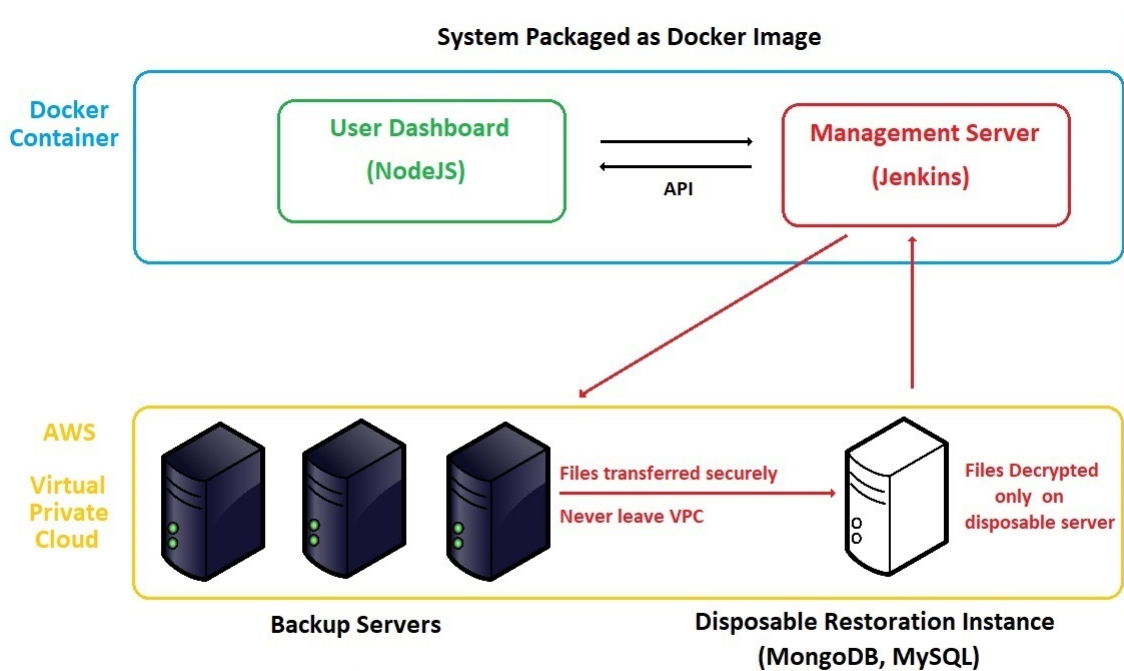 System Packaged as Docker Image
Docker
Container
User Dashboard
(NodeJS)
API
Management Server
(Jenkins)
AWS
Virtual
Private
Cloud
Files transferred securely
Never leave VPC
Files Decrypted
only on
disposable server
Backup Servers
Disposable Restoration Instance
(MongoDB, MySQL)